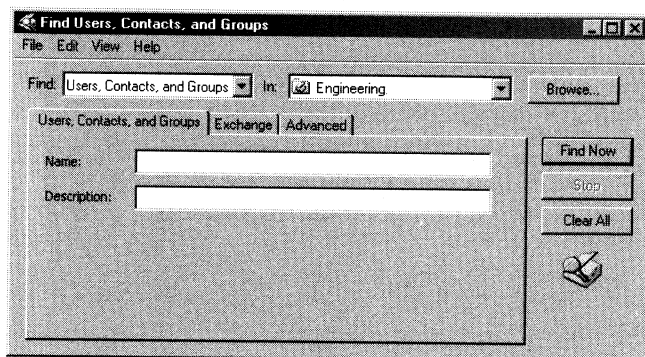 Find Users, Contacts, and Groups
File Edit View Help
Find: Users, Contacts, and Groups In: Engineering Browse...
Users, Contacts, and Groups Exchange Advanced
Name:
Description:
Find Now
Stop
Clear All